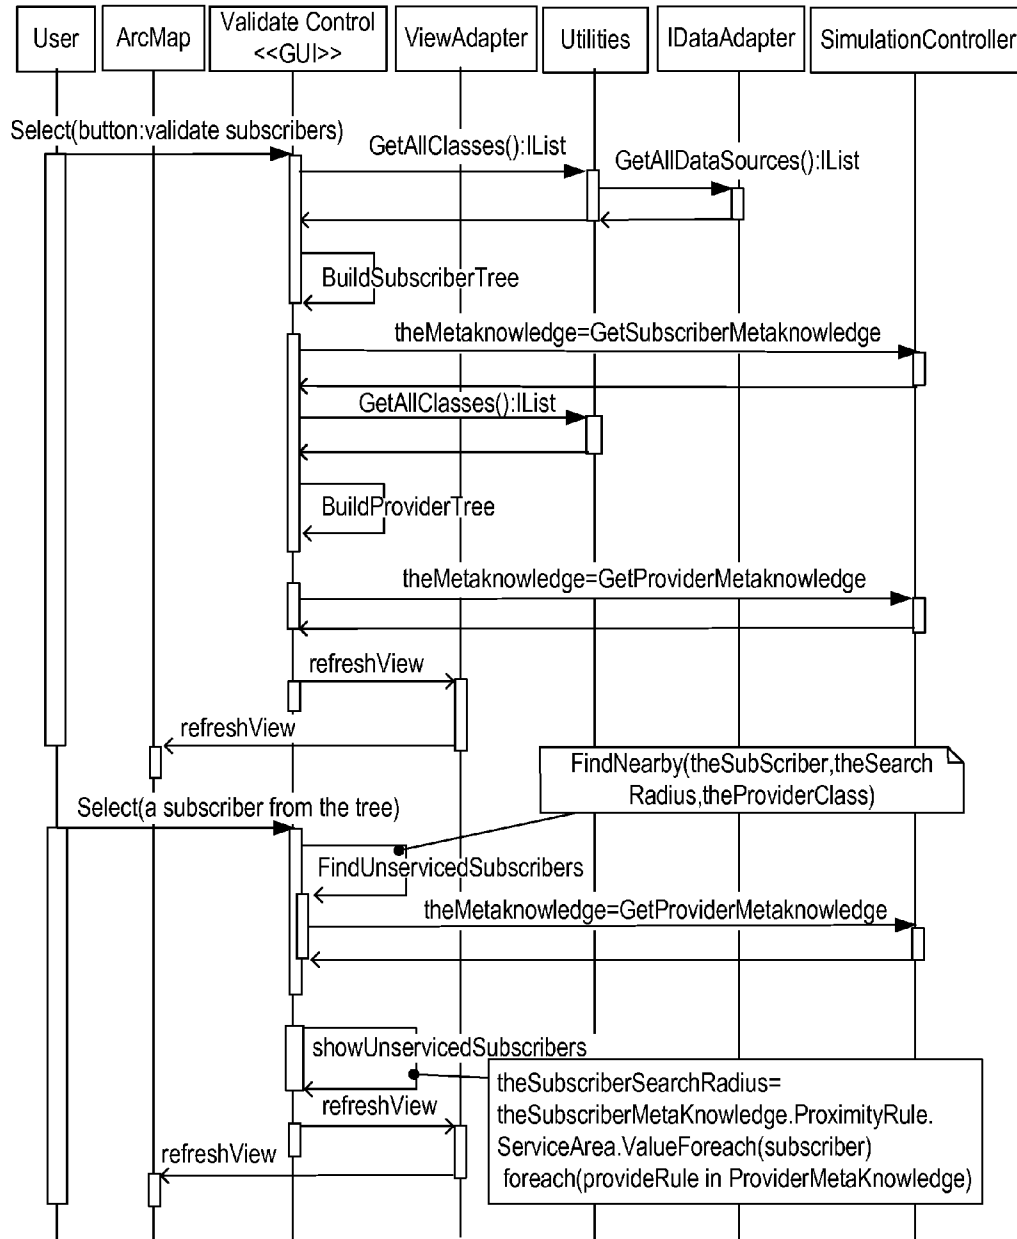 User
ArcMap
Validate Control
<<GUI>>
ViewAdapter
Utilities
IDataAdapter
SimulationController
Select(button:validate subscribers)
GetAllClasses():IList
GetAllDataSources():IList
BuildSubscriberTree
theMetaknowledge=GetSubscriberMetaknowledge
GetAllClasses():IList
BuildProviderTree
theMetaknowledge=GetProviderMetaknowledge
refreshView
refreshView
FindNearby(theSubScriber,theSearch
Radius,theProviderClass)
Select(a subscriber from the tree)
FindUnservicedSubscribers
theMetaknowledge=GetProviderMetaknowledge
showUnservicedSubscribers
theSubscriberSearchRadius=
theSubscriberMetaKnowledge.ProximityRule.
ServiceArea.ValueForeach(subscriber)
foreach(provideRule in ProviderMetaKnowledge)
refreshView
refreshView